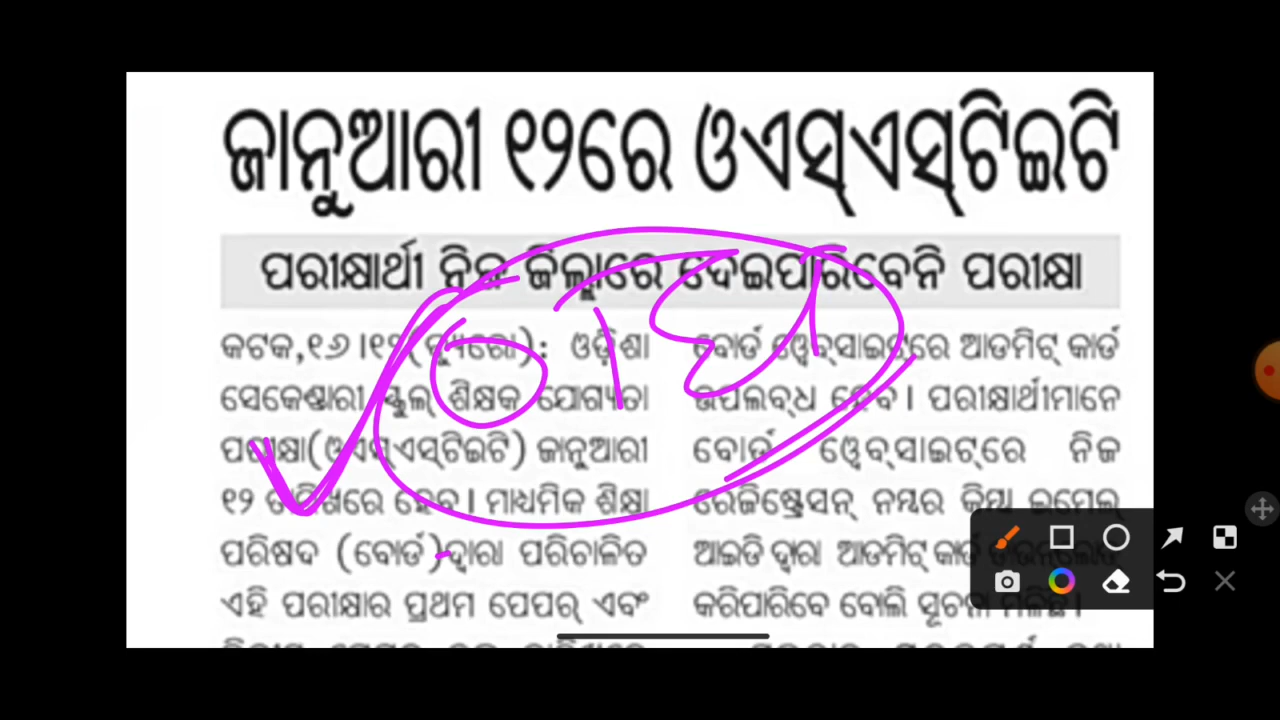 ଜାନୁଆରୀ ୧୨ରେ ଓଏସ୍ଏସ୍ଟିଇଟି
ପରୀକ୍ଷାର୍ଥୀ ନିଜ ଜିଲ୍ଲାରେ ଦେଇପାରିବେନି ପରୀକ୍ଷା
କଟକ,୧୬।୧୨(ବ୍ୟୁରୋ): ଓଡ଼ିଶା
ସେକେଣ୍ଡାରୀ ସ୍କୁଲ୍ ଶିକ୍ଷକ ଯୋଗ୍ୟତା
ପରୀକ୍ଷା(ଓଏସ୍ଏସ୍ଟିଇଟି) ଜାନୁଆରୀ
୧୨ ତାରିଖରେ ହେବ। ମାଧ୍ୟମିକ ଶିକ୍ଷା
ପରିଷଦ (ବୋର୍ଡ)ଦ୍ୱାରା ପରିଚାଳିତ
ଏହି ପରୀକ୍ଷାର ପ୍ରଥମ ପେପର୍ ଏବଂ
ବୋର୍ଡ ୱେବ୍ସାଇଟ୍ରେ ଆଡମିଟ୍ କାର୍ଡ
ଉପଲବ୍ଧ ହେବ। ପରୀକ୍ଷାର୍ଥୀମାନେ
ବୋର୍ଡ ୱେବ୍ସାଇଟ୍ରେ ନିଜ
ରେଜିଷ୍ଟ୍ରେସନ୍ ନମ୍ବର କିମ୍ବା ଇମେଲ୍
ଆଇଡି ଦ୍ୱାରା ଆଡମିଟ୍ କାର୍ଡ ଡାଉନଲୋଡ୍
କରିପାରିବେ ବୋଲି ସୂଚନା ମିଳିଛି।